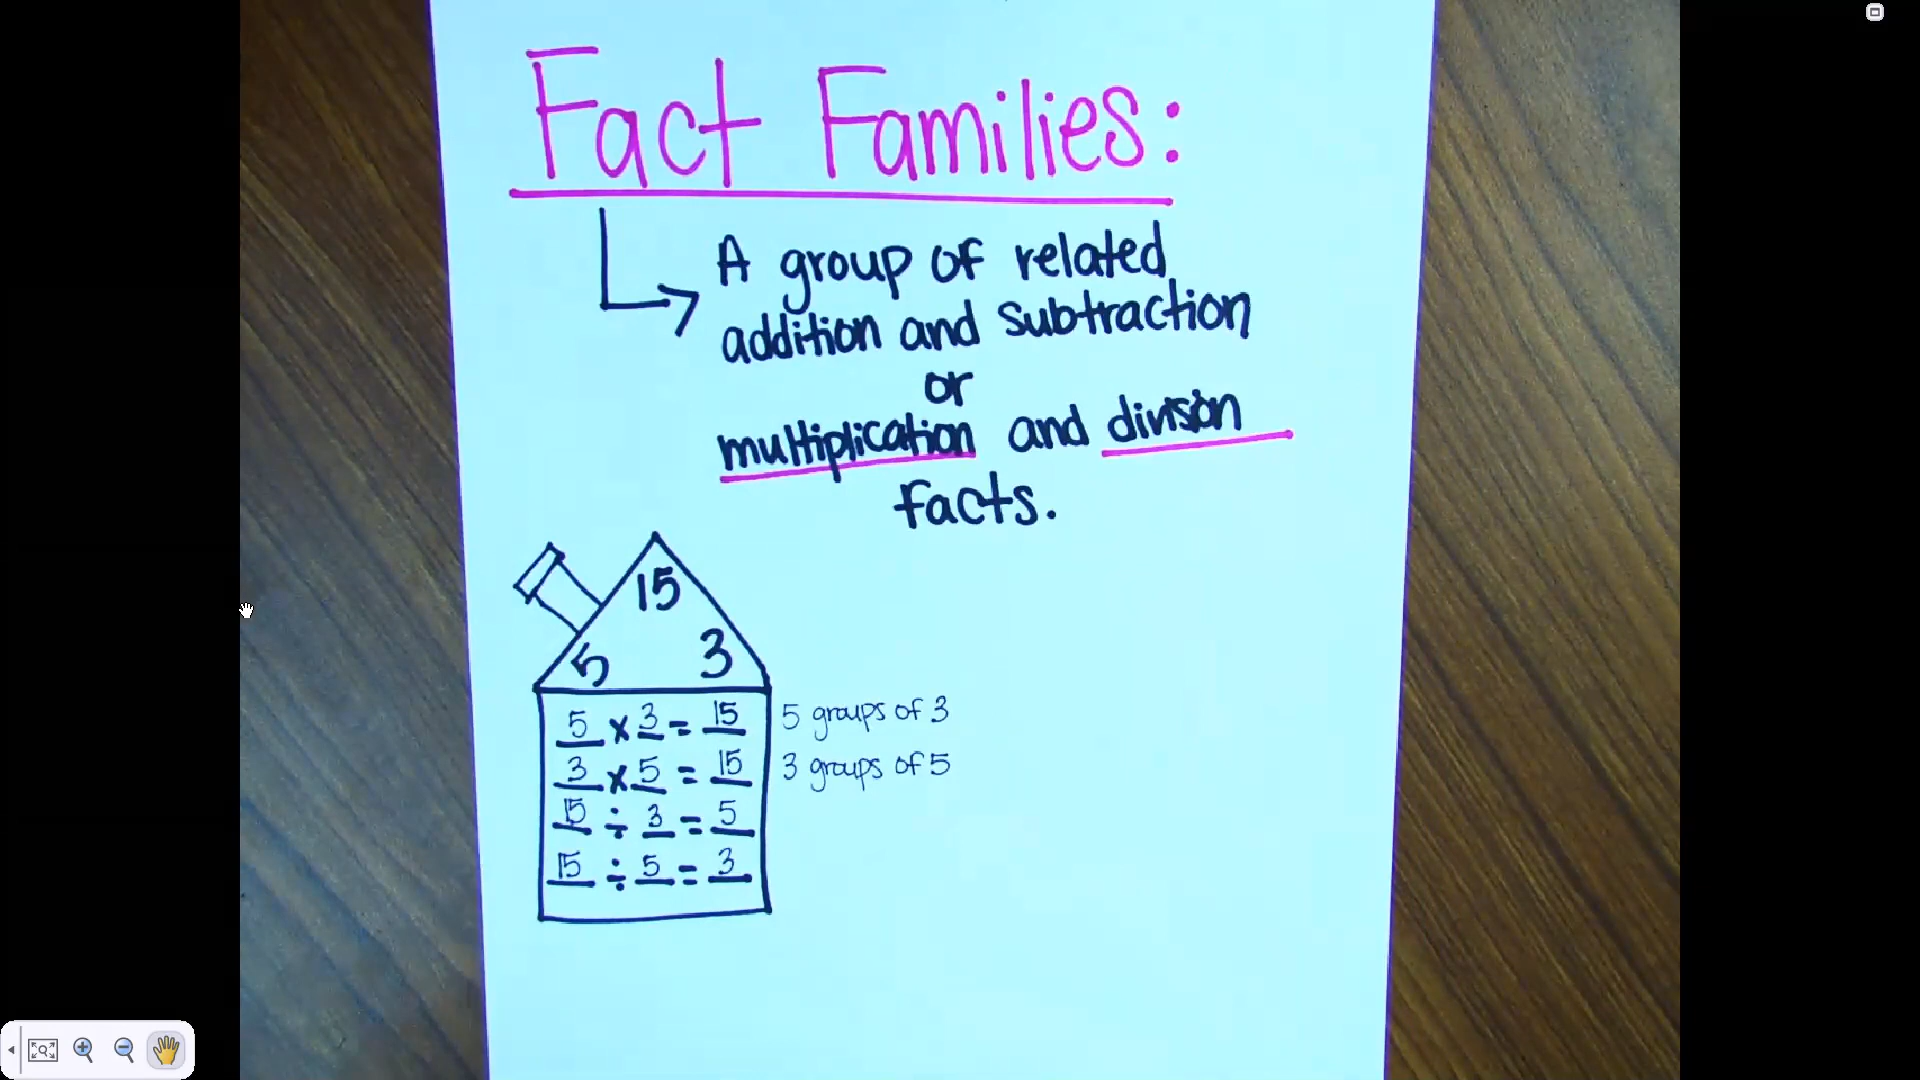 Fact Families:
A group of related
addition and subtraction
or
multiplication and division
facts.
15
5 3
5 x 3 = 15 5 groups of 3
3 x 5 = 15 3 groups of 5
15 ÷ 3 = 5
15 ÷ 5 = 3